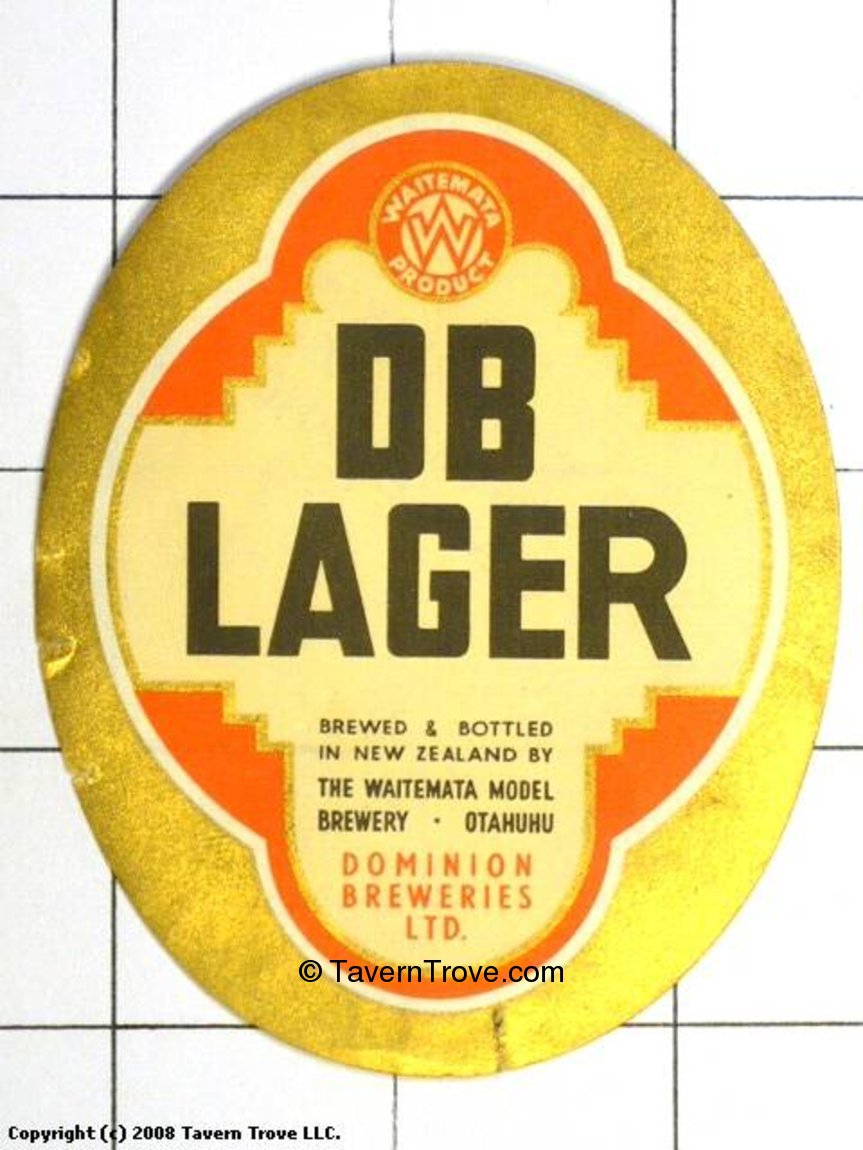 WAITEMATA
W
PRODUCT
DB
LAGER
BREWED & BOTTLED
IN NEW ZEALAND BY
THE WAITEMATA MODEL
BREWERY · OTAHUHU
DOMINION
BREWERIES
LTD.
© TavernTrove.com
Copyright (c) 2008 Tavern Trove LLC.